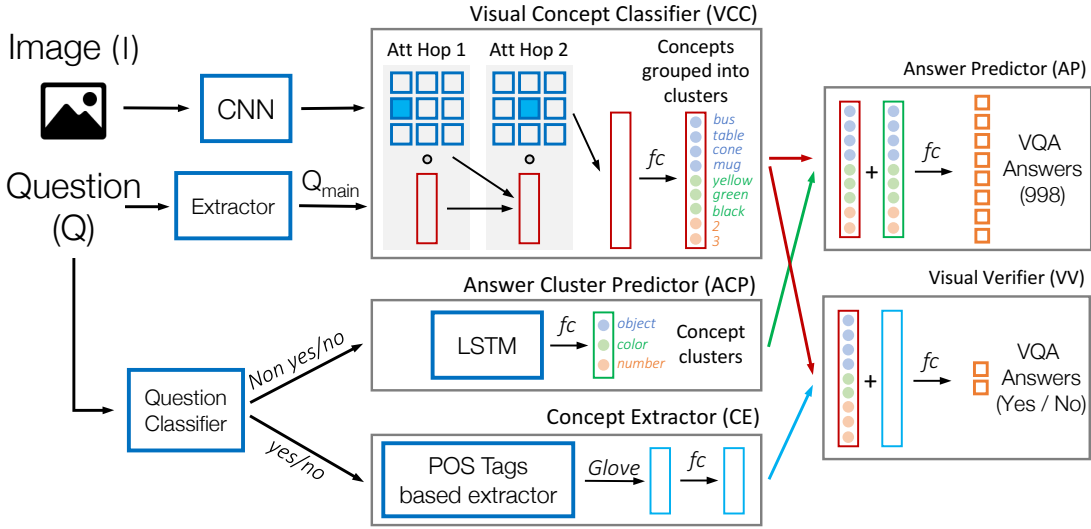 Visual Concept Classifier (VCC)
Image (I)
CNN
Question
(Q)
Extractor
Q_main
Att Hop 1
Att Hop 2
Concepts
grouped into
clusters
fc
bus
table
cone
mug
yellow
green
black
2
3
Answer Predictor (AP)
+
fc
VQA
Answers
(998)
Answer Cluster Predictor (ACP)
LSTM
fc
object
color
number
Concept
clusters
Visual Verifier (VV)
+
fc
VQA
Answers
(Yes / No)
Question
Classifier
Non yes/no
yes/no
Concept Extractor (CE)
POS Tags
based extractor
Glove
fc